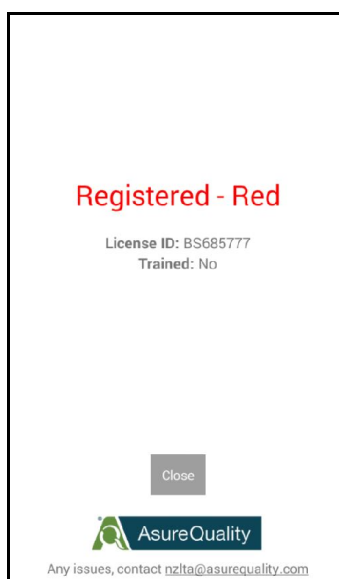 Registered - Red
License ID: BS685777
Trained: No
Close
AsureQuality
Any issues, contact nzlta@asurequality.com